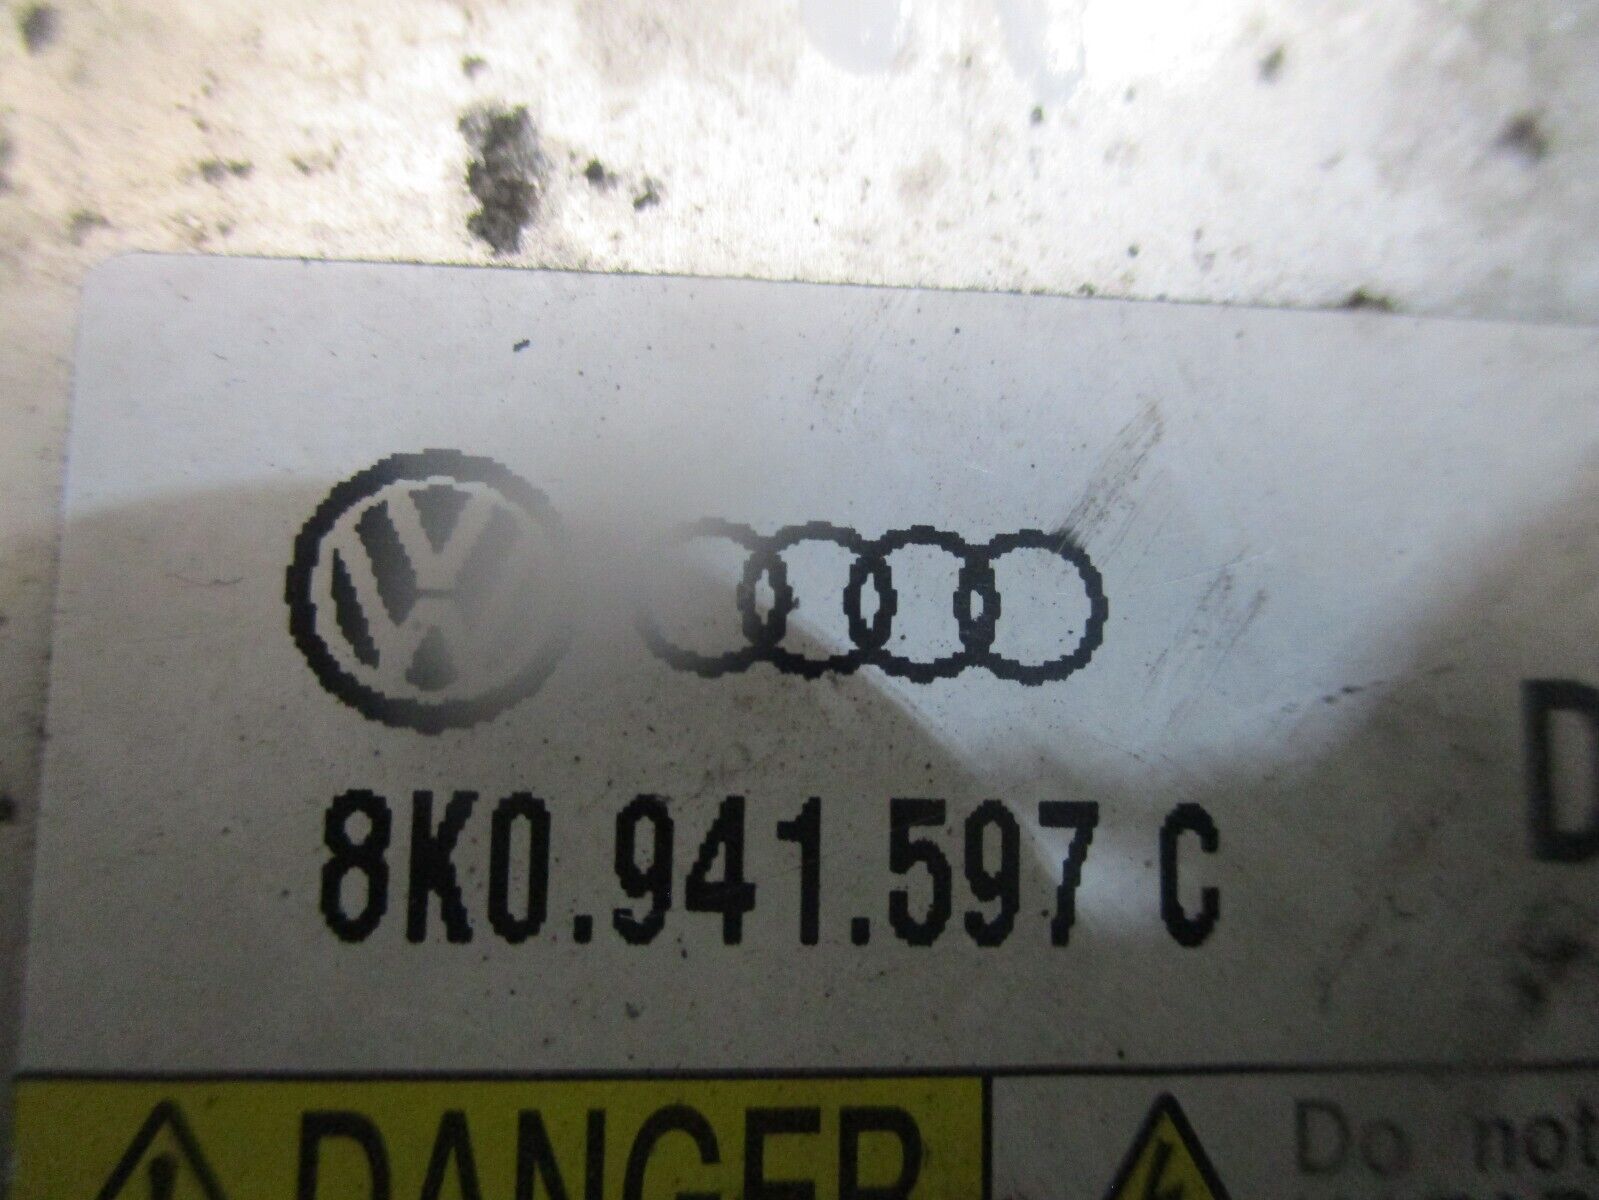 8K0.941.597 C
D
DANGER
Do not